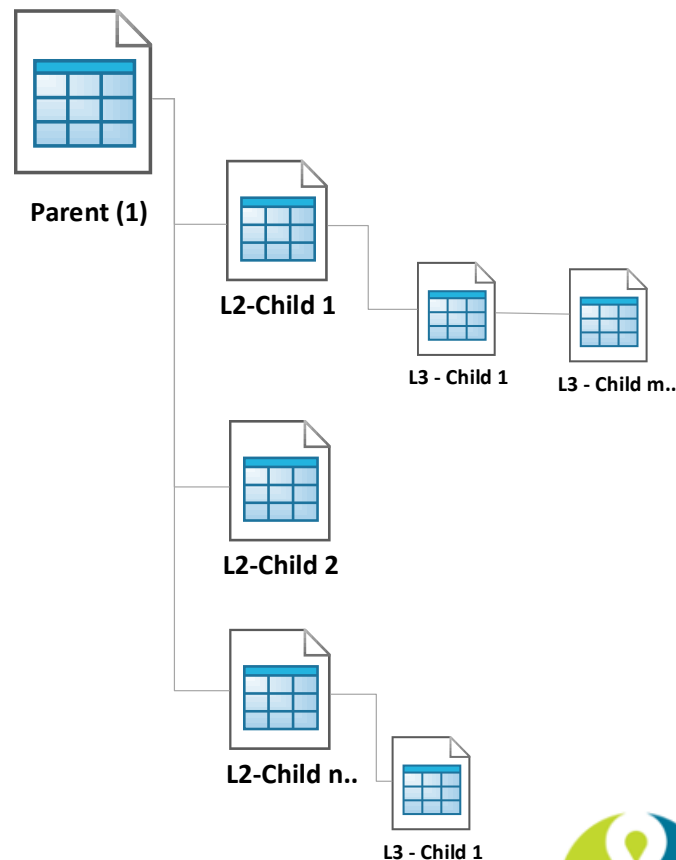 Parent (1)
L2-Child 1
L3 - Child 1
L3 - Child m..
L2-Child 2
L2-Child n..
L3 - Child 1